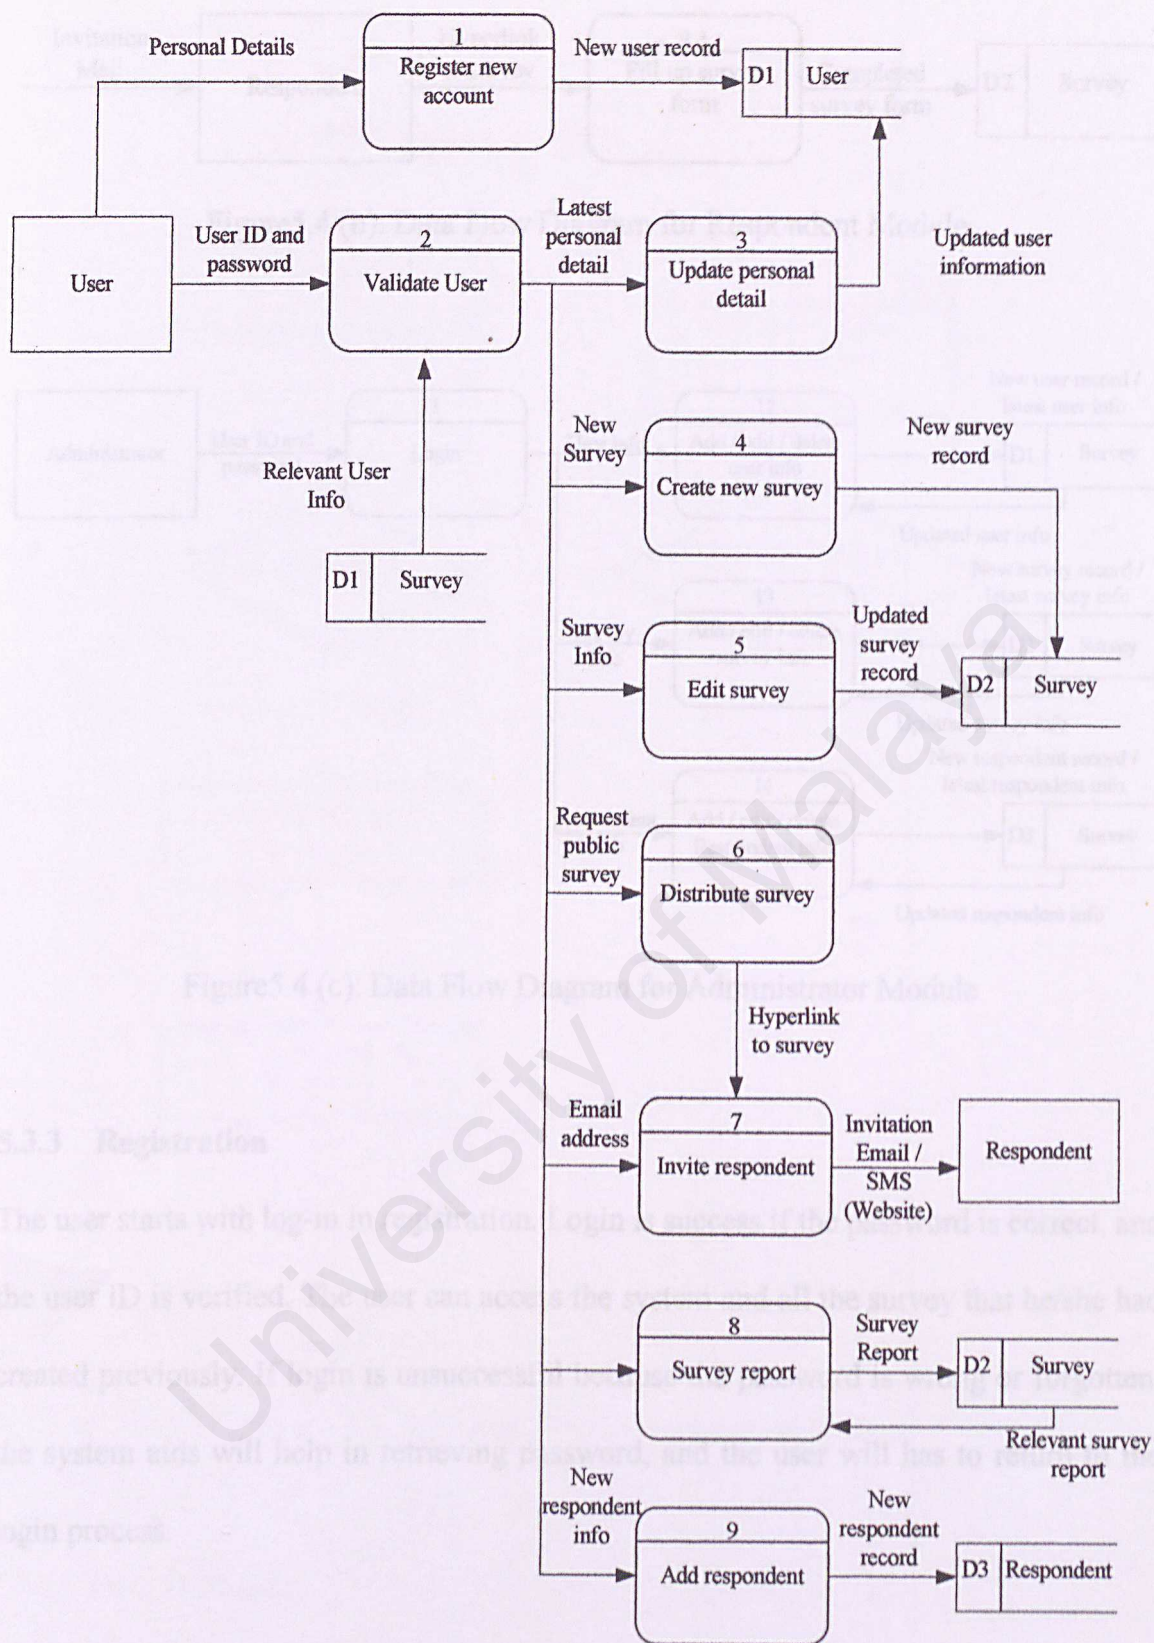 Personal Details
1
Register new
account
New user record
D1 User
User
User ID and
password
2
Validate User
Latest
personal
detail
3
Update personal
detail
Updated user
information
Relevant User
Info
D1 Survey
New
Survey
4
Create new survey
New survey
record
Survey
Info
5
Edit survey
Updated
survey
record
D2 Survey
Request
public
survey
6
Distribute survey
Hyperlink
to survey
Email
address
7
Invite respondent
Invitation
Email /
SMS
(Website)
Respondent
8
Survey report
Survey
Report
D2 Survey
Relevant survey
report
New
respondent
info
9
Add respondent
New
respondent
record
D3 Respondent
University of Malaya
Figure5.4 (c): Data Flow Diagram for Administrator Module
5.3.3 Registration
The user starts with log-in in registration. Login is success if the password is correct, and
the user ID is verified. The user can access the system and all the survey that he/she had
created previously. If login is unsuccessful because the password is wrong or forgotten,
the system aids will help in retrieving password, and the user will has to return to the
login process.